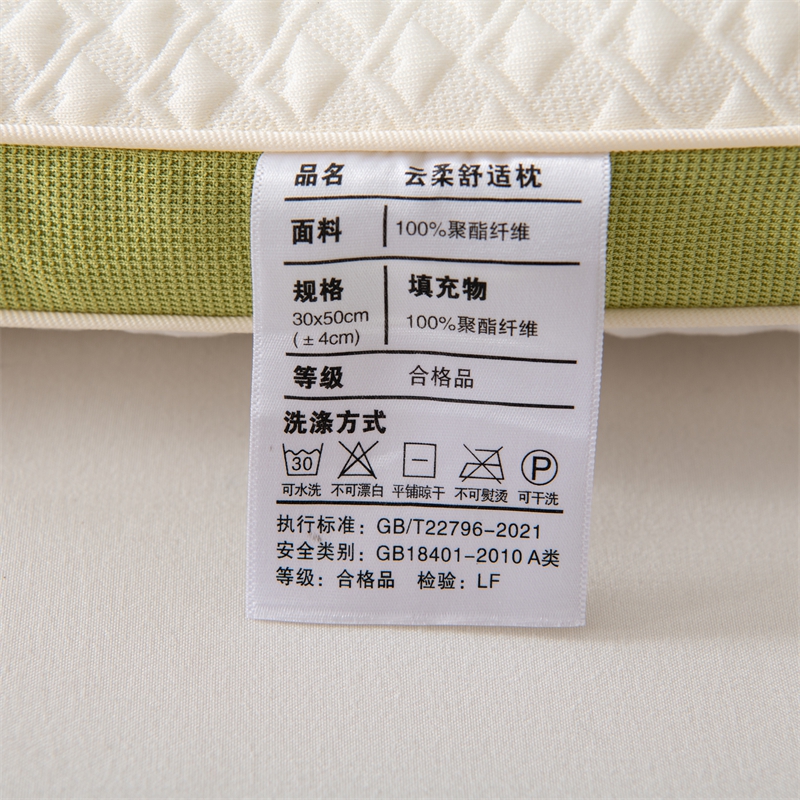 品名 云柔舒适枕
面料 100%聚酯纤维
规格 填充物
30x50cm 100%聚酯纤维
(±4cm)
等级 合格品
洗涤方式
30 P
可水洗 不可漂白 平铺晾干 不可熨烫 可干洗
执行标准: GB/T22796-2021
安全类别: GB18401-2010 A类
等级: 合格品 检验: LF